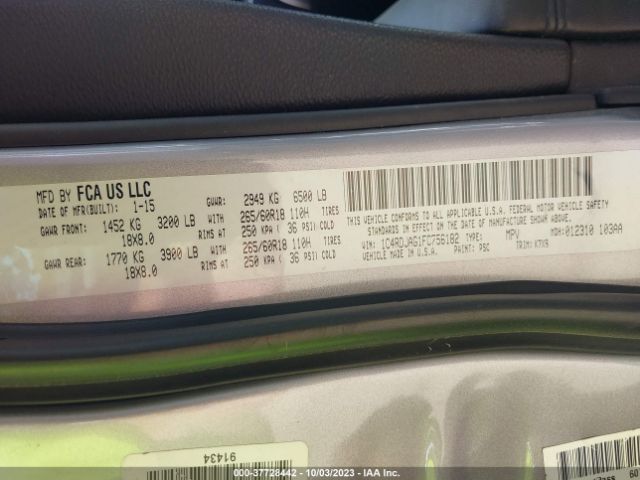 MFD BY FCA US LLC
DATE OF MFR(BUILT): 1-15 GVWR: 2949 KG 6500 LB
GAWR FRONT: 1452 KG 3200 LB WITH 265/60R18 110H TIRES
18X8.0 RIMS AT 250 KPA( 36 PSI) COLD
GAWR REAR: 1770 KG 3900 LB WITH 265/60R18 110H TIRES
18X8.0 RIMS AT 250 KPA( 36 PSI) COLD
THIS VEHICLE CONFORMS TO ALL APPLICABLE U.S.A. FEDERAL MOTOR VEHICLE SAFETY
STANDARDS IN EFFECT ON THE DATE OF MANUFACTURE SHOWN ABOVE.
VIN: 1C4RDJAG1FC756182 TYPE: MPV MDH:012310 103AA
VEHICLE MADE IN U.S.A. PAINT: PSC TRIM: K7X9
91434
60
000-37728442 - 10/03/2023 - IAA Inc.